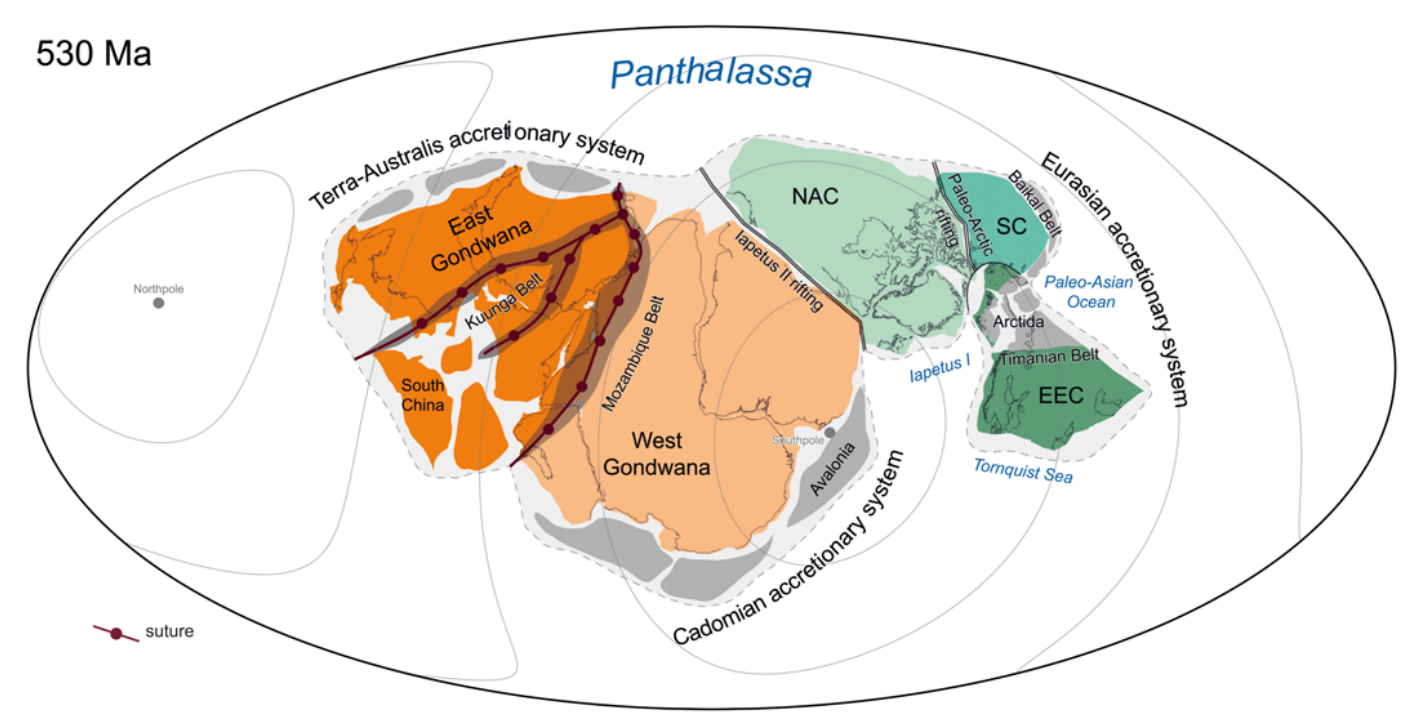 530 Ma
Panthalassa
Terra-Australis accretionary system
Eurasian accretionary system
NAC
Paleo-Arctic
rifting
SC
Baikal Belt
East
Gondwana
Iapetus II rifting
Northpole
Kuunga Belt
Mozambique Belt
Paleo-Asian
Ocean
Arctida
Timanian Belt
Iapetus I
South
China
EEC
West
Gondwana
Southpole
Avalonia
Tornquist Sea
Cadomian accretionary system
suture